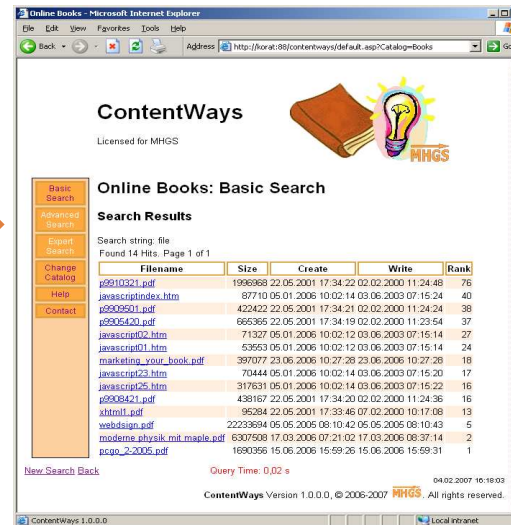 Online Books - Microsoft Internet Explorer
File Edit View Favorites Tools Help
Back Address http://korat:88/contentways/default.asp?Catalog=Books Go
ContentWays
Licensed for MHGS
MHGS
Basic Search
Advanced Search
Expert Search
Change Catalog
Help
Contact
Online Books: Basic Search
Search Results
Search string: file
Found 14 Hits. Page 1 of 1
Filename Size Create Write Rank
p9910321.pdf 1996968 22.05.2001 17:34:22 02.02.2000 11:24:48 76
javascriptindex.htm 87710 05.01.2006 10:02:14 03.06.2003 07:15:24 40
p9909501.pdf 422422 22.05.2001 17:34:21 02.02.2000 11:24:24 38
p9905420.pdf 665365 22.05.2001 17:34:19 02.02.2000 11:23:54 37
javascript02.htm 71327 05.01.2006 10:02:12 03.06.2003 07:15:14 27
javascript01.htm 53553 05.01.2006 10:02:12 03.06.2003 07:15:14 24
marketing_your_book.pdf 397077 23.06.2006 10:27:28 23.06.2006 10:27:28 18
javascript23.htm 70444 05.01.2006 10:02:14 03.06.2003 07:15:20 17
javascript25.htm 317631 05.01.2006 10:02:14 03.06.2003 07:15:22 16
p9908421.pdf 438167 22.05.2001 17:34:20 02.02.2000 11:24:36 16
xhtml1.pdf 95284 22.05.2001 17:33:46 07.02.2000 10:17:08 13
webdsign.pdf 22233694 05.05.2005 08:10:42 05.05.2005 08:10:43 5
moderne physik mit maple.pdf 6307508 17.03.2006 07:21:02 17.03.2006 08:37:14 2
pcgo_2-2005.pdf 1690356 15.06.2006 15:59:26 15.06.2006 15:59:31 1
New Search Back Query Time: 0,02 s
04.02.2007 16:18:03
ContentWays Version 1.0.0.0, © 2006-2007 MHGS. All rights reserved.
ContentWays 1.0.0.0 Local intranet